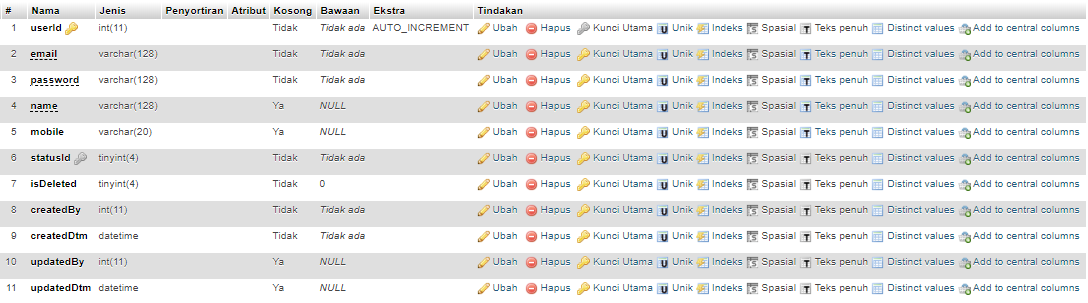 # Nama Jenis Penyortiran Atribut Kosong Bawaan Ekstra Tindakan
1 userId int(11) Tidak Tidak ada AUTO_INCREMENT Ubah Hapus Kunci Utama Unik Indeks Spasial Teks penuh Distinct values Add to central columns
2 email varchar(128) Tidak Tidak ada Ubah Hapus Kunci Utama Unik Indeks Spasial Teks penuh Distinct values Add to central columns
3 password varchar(128) Tidak Tidak ada Ubah Hapus Kunci Utama Unik Indeks Spasial Teks penuh Distinct values Add to central columns
4 name varchar(128) Ya NULL Ubah Hapus Kunci Utama Unik Indeks Spasial Teks penuh Distinct values Add to central columns
5 mobile varchar(20) Ya NULL Ubah Hapus Kunci Utama Unik Indeks Spasial Teks penuh Distinct values Add to central columns
6 statusId tinyint(4) Tidak Tidak ada Ubah Hapus Kunci Utama Unik Indeks Spasial Teks penuh Distinct values Add to central columns
7 isDeleted tinyint(4) Tidak 0 Ubah Hapus Kunci Utama Unik Indeks Spasial Teks penuh Distinct values Add to central columns
8 createdBy int(11) Tidak Tidak ada Ubah Hapus Kunci Utama Unik Indeks Spasial Teks penuh Distinct values Add to central columns
9 createdDtm datetime Tidak Tidak ada Ubah Hapus Kunci Utama Unik Indeks Spasial Teks penuh Distinct values Add to central columns
10 updatedBy int(11) Ya NULL Ubah Hapus Kunci Utama Unik Indeks Spasial Teks penuh Distinct values Add to central columns
11 updatedDtm datetime Ya NULL Ubah Hapus Kunci Utama Unik Indeks Spasial Teks penuh Distinct values Add to central columns